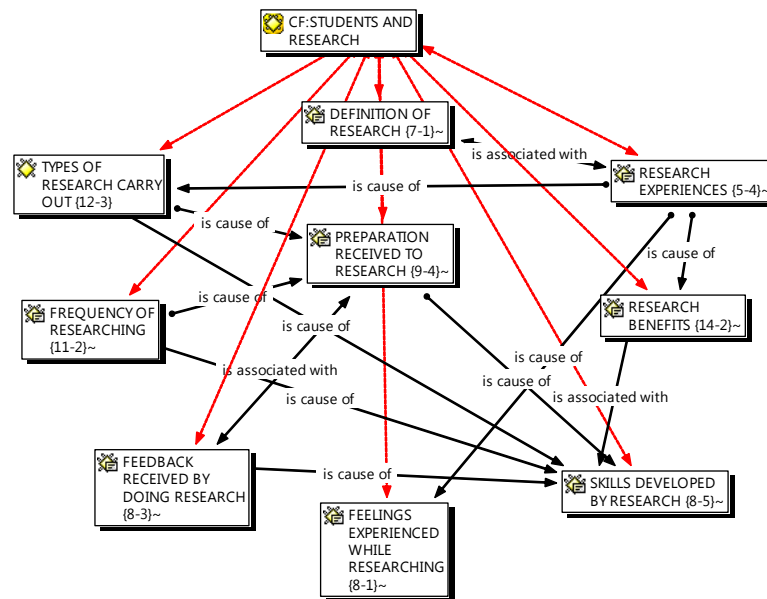 CF:STUDENTS AND
RESEARCH
DEFINITION OF
RESEARCH {7-1}~
is associated with
TYPES OF
RESEARCH CARRY
OUT {12-3}
is cause of
RESEARCH
EXPERIENCES {5-4}~
is cause of
PREPARATION
RECEIVED TO
RESEARCH {9-4}~
is cause of
is cause of
FREQUENCY OF
RESEARCHING
{11-2}~
RESEARCH
BENEFITS {14-2}~
is cause of
is cause of
is cause of
is associated with
is cause of
is associated with
FEEDBACK
RECEIVED BY
DOING RESEARCH
{8-3}~
is cause of
SKILLS DEVELOPED
BY RESEARCH {8-5}~
FEELINGS
EXPERIENCED
WHILE
RESEARCHING
{8-1}~